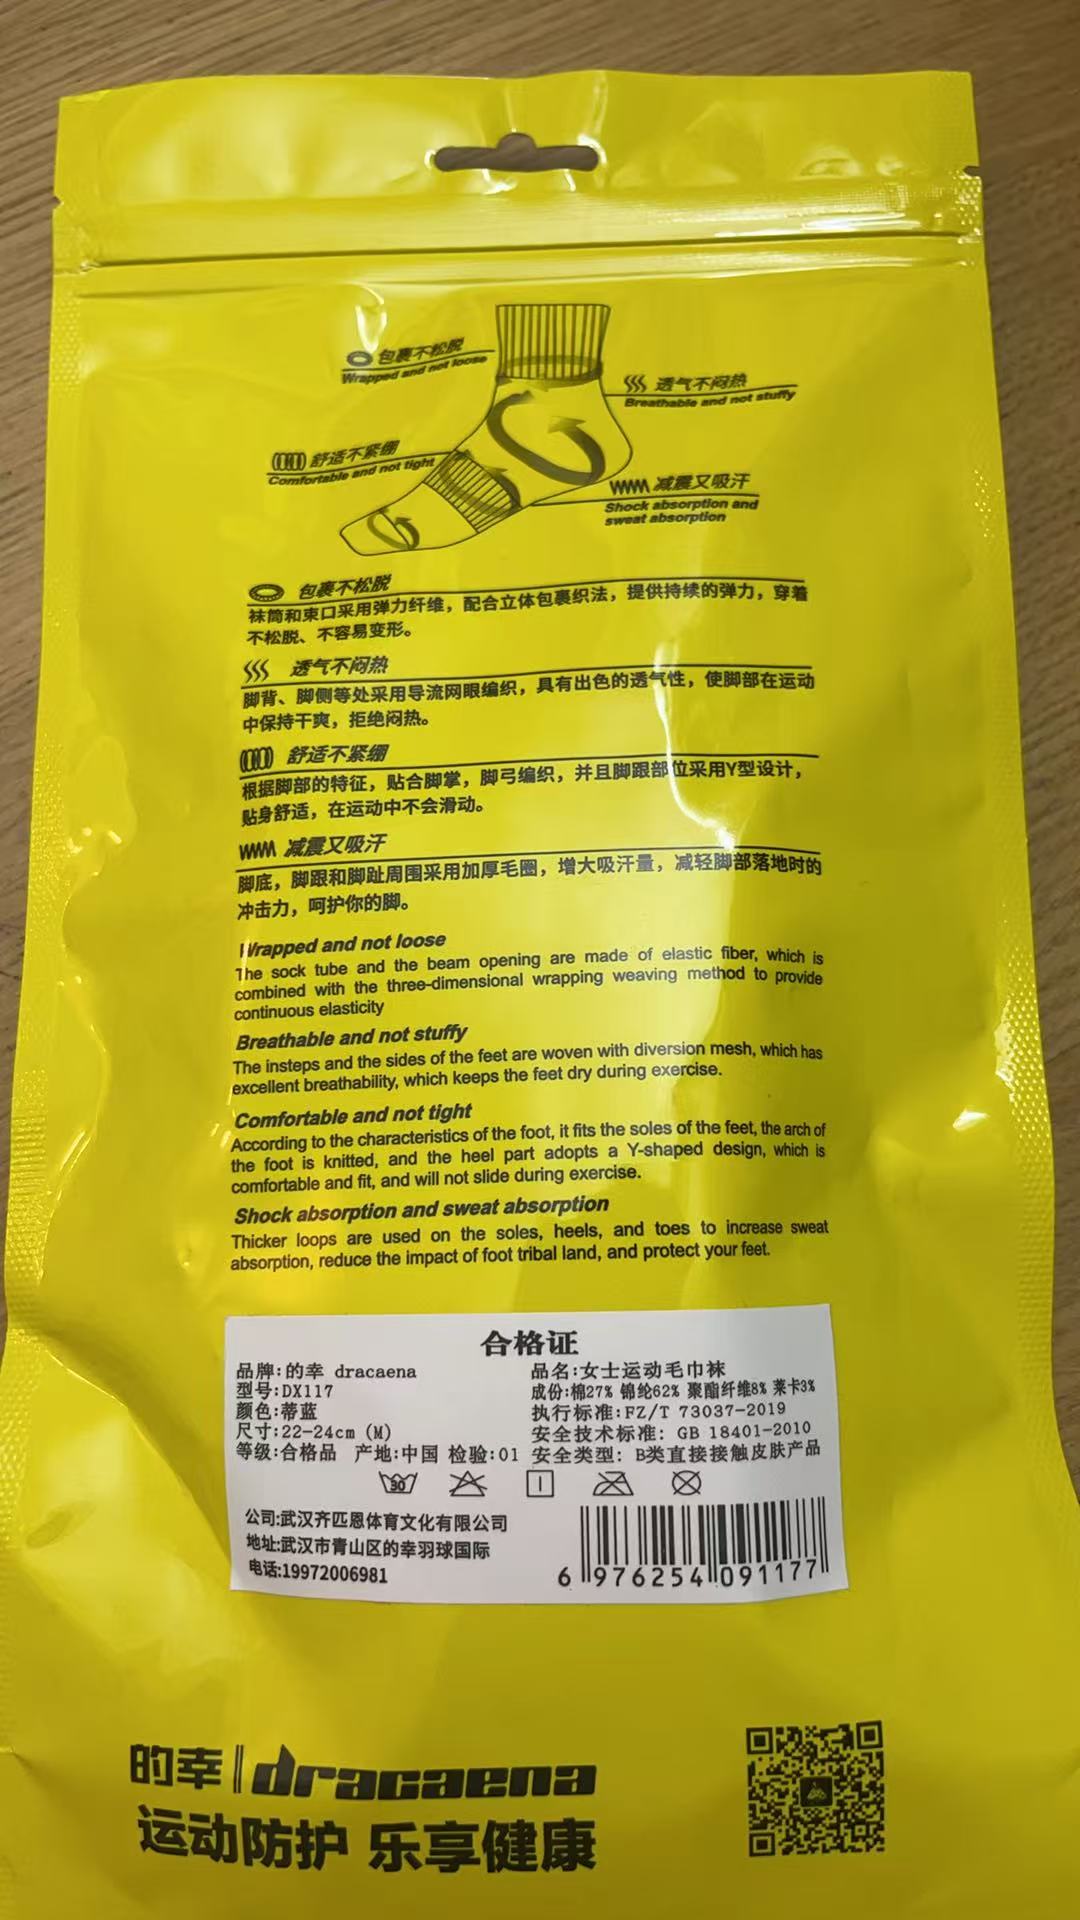 包裹不松脱
Wrapped and not loose
透气不闷热
Breathable and not stuffy
舒适不紧绷
Comfortable and not tight
减震又吸汗
Shock absorption and
sweat absorption
包裹不松脱
袜筒和束口采用弹力纤维，配合立体包裹织法，提供持续的弹力，穿着
不松脱、不容易变形。
透气不闷热
脚背、脚侧等处采用导流网眼编织，具有出色的透气性，使脚部在运动
中保持干爽，拒绝闷热。
舒适不紧绷
根据脚部的特征，贴合脚掌，脚弓编织，并且脚跟部位采用Y型设计，
贴身舒适，在运动中不会滑动。
减震又吸汗
脚底，脚跟和脚趾周围采用加厚毛圈，增大吸汗量，减轻脚部落地时的
冲击力，呵护你的脚。
Wrapped and not loose
The sock tube and the beam opening are made of elastic fiber, which is
combined with the three-dimensional wrapping weaving method to provide
continuous elasticity
Breathable and not stuffy
The insteps and the sides of the feet are woven with diversion mesh, which has
excellent breathability, which keeps the feet dry during exercise.
Comfortable and not tight
According to the characteristics of the foot, it fits the soles of the feet, the arch of
the foot is knitted, and the heel part adopts a Y-shaped design, which is
comfortable and fit, and will not slide during exercise.
Shock absorption and sweat absorption
Thicker loops are used on the soles, heels, and toes to increase sweat
absorption, reduce the impact of foot tribal land, and protect your feet.
合格证
品牌:的幸 dracaena
型号:DX117
颜色:蒂蓝
尺寸:22-24cm (M)
等级:合格品 产地:中国 检验:01
品名:女士运动毛巾袜
成份:棉27% 锦纶62% 聚酯纤维8% 莱卡3%
执行标准:FZ/T 73037-2019
安全技术标准: GB 18401-2010
安全类型: B类直接接触皮肤产品
30
公司:武汉齐匹恩体育文化有限公司
地址:武汉市青山区的幸羽球国际
电话:19972006981
6 976254 091177
的幸 dracaena
运动防护 乐享健康